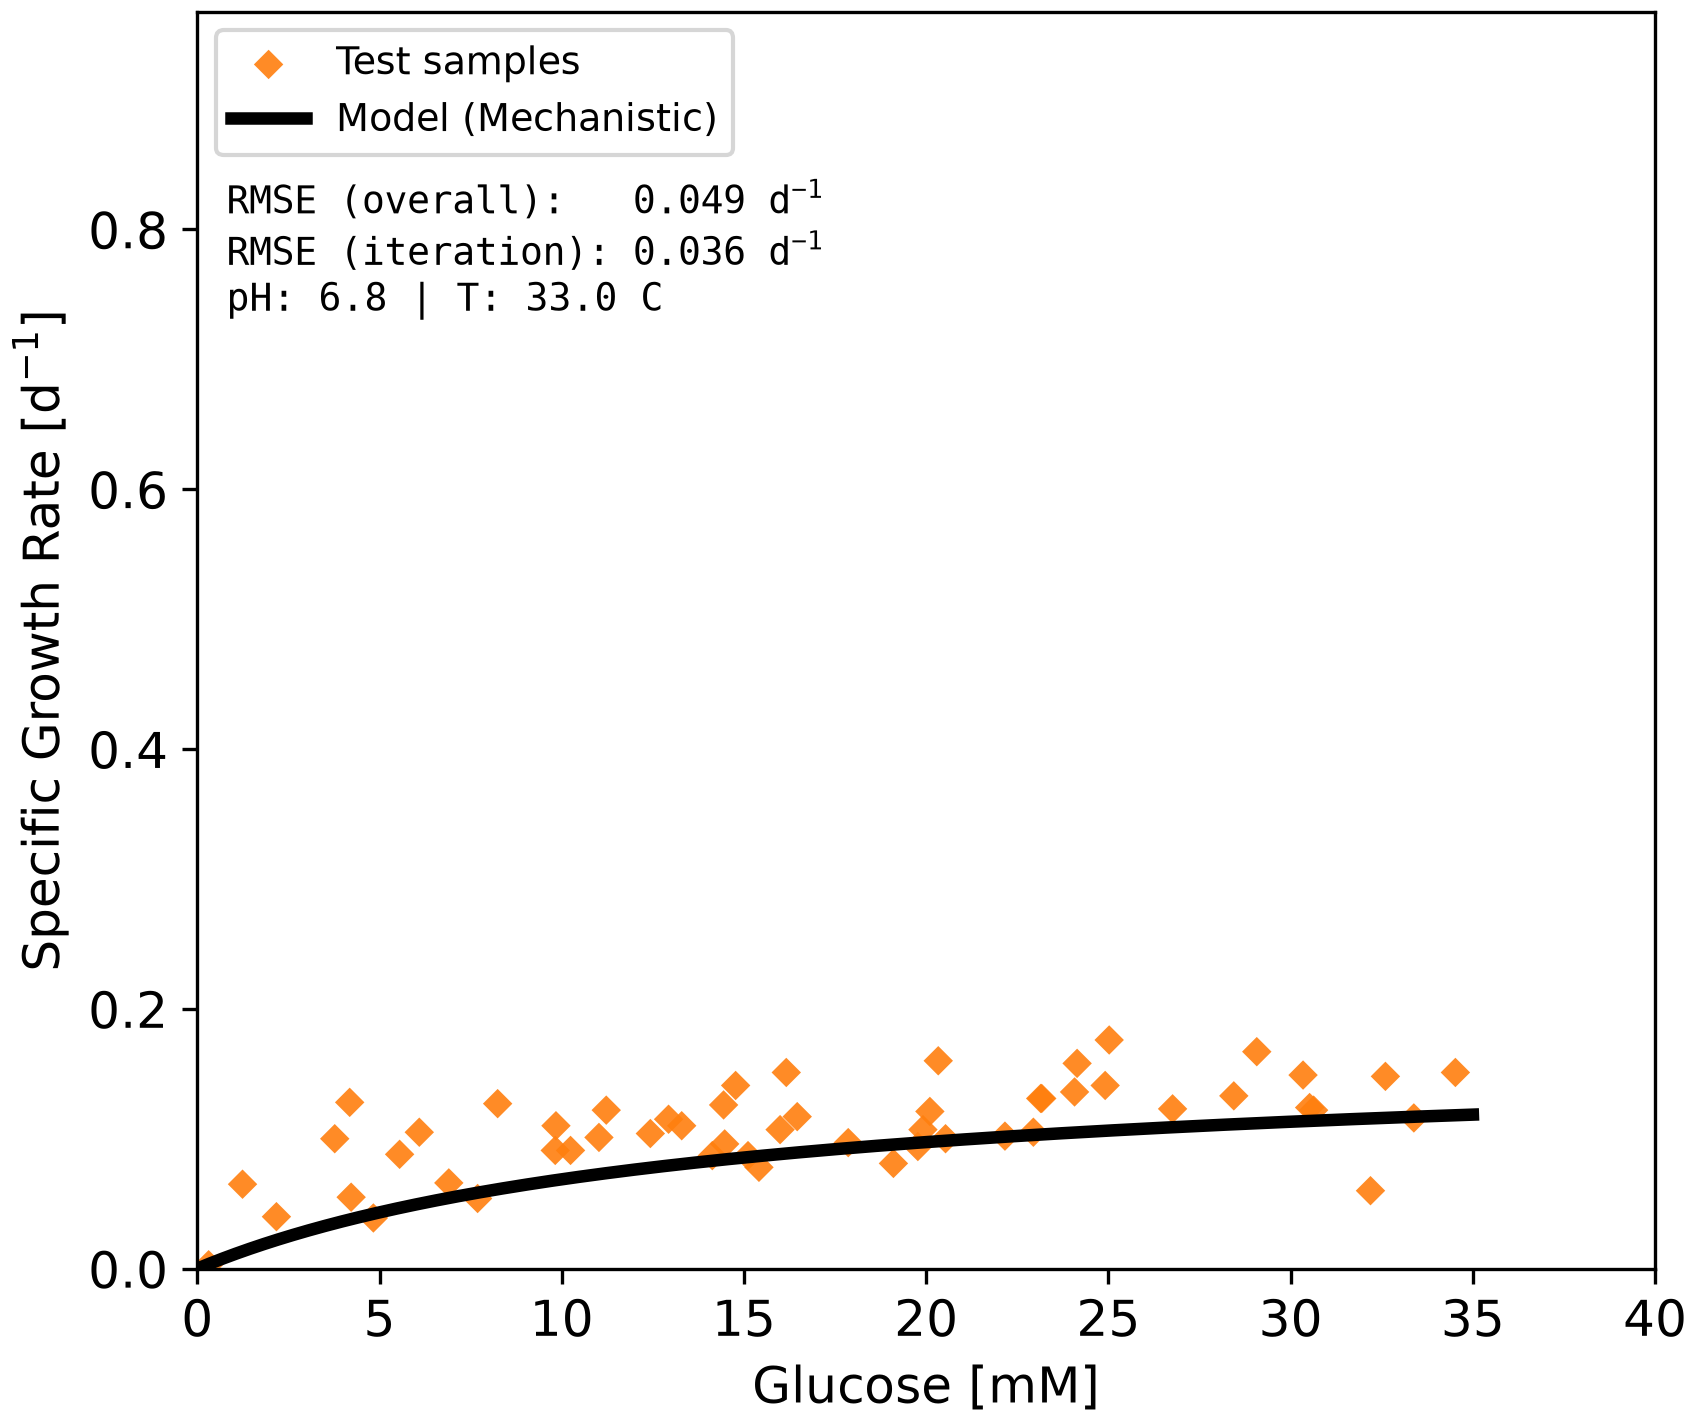 Test samples
Model (Mechanistic)
RMSE (overall):   0.049 d⁻¹
RMSE (iteration): 0.036 d⁻¹
pH: 6.8 | T: 33.0 C
Specific Growth Rate [d⁻¹]
0.8
0.6
0.4
0.2
0.0
0 5 10 15 20 25 30 35 40
Glucose [mM]